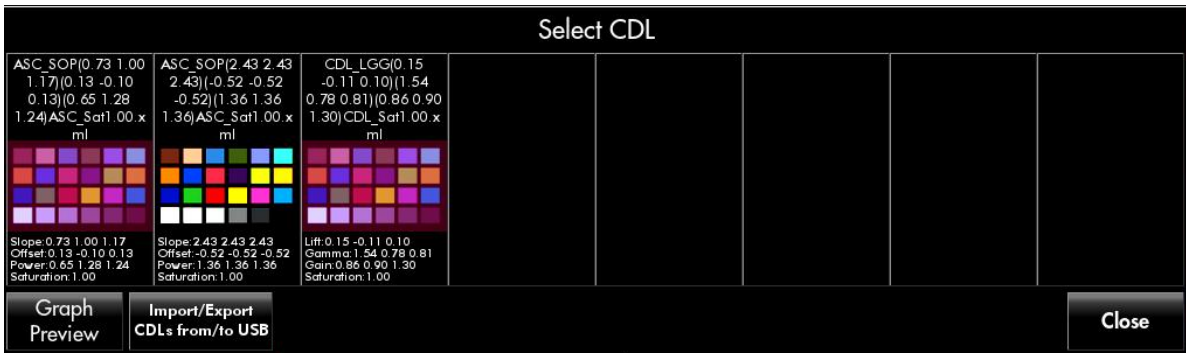 Select CDL
ASC_SOP(0.73 1.00
1.17)(0.13 -0.10
0.13)(0.65 1.28
1.24)ASC_Sat1.00.x
ml
Slope:0.73 1.00 1.17
Offset:0.13 -0.10 0.13
Power:0.65 1.28 1.24
Saturation:1.00
ASC_SOP(2.43 2.43
2.43)(-0.52 -0.52
-0.52)(1.36 1.36
1.36)ASC_Sat1.00.x
ml
Slope:2.43 2.43 2.43
Offset:-0.52 -0.52 -0.52
Power:1.36 1.36 1.36
Saturation:1.00
CDL_LGG(0.15
-0.11 0.10)(1.54
0.78 0.81)(0.86 0.90
1.30)CDL_Sat1.00.x
ml
Lift:0.15 -0.11 0.10
Gamma:1.54 0.78 0.81
Gain:0.86 0.90 1.30
Saturation:1.00
Graph
Preview
Import/Export
CDLs from/to USB
Close